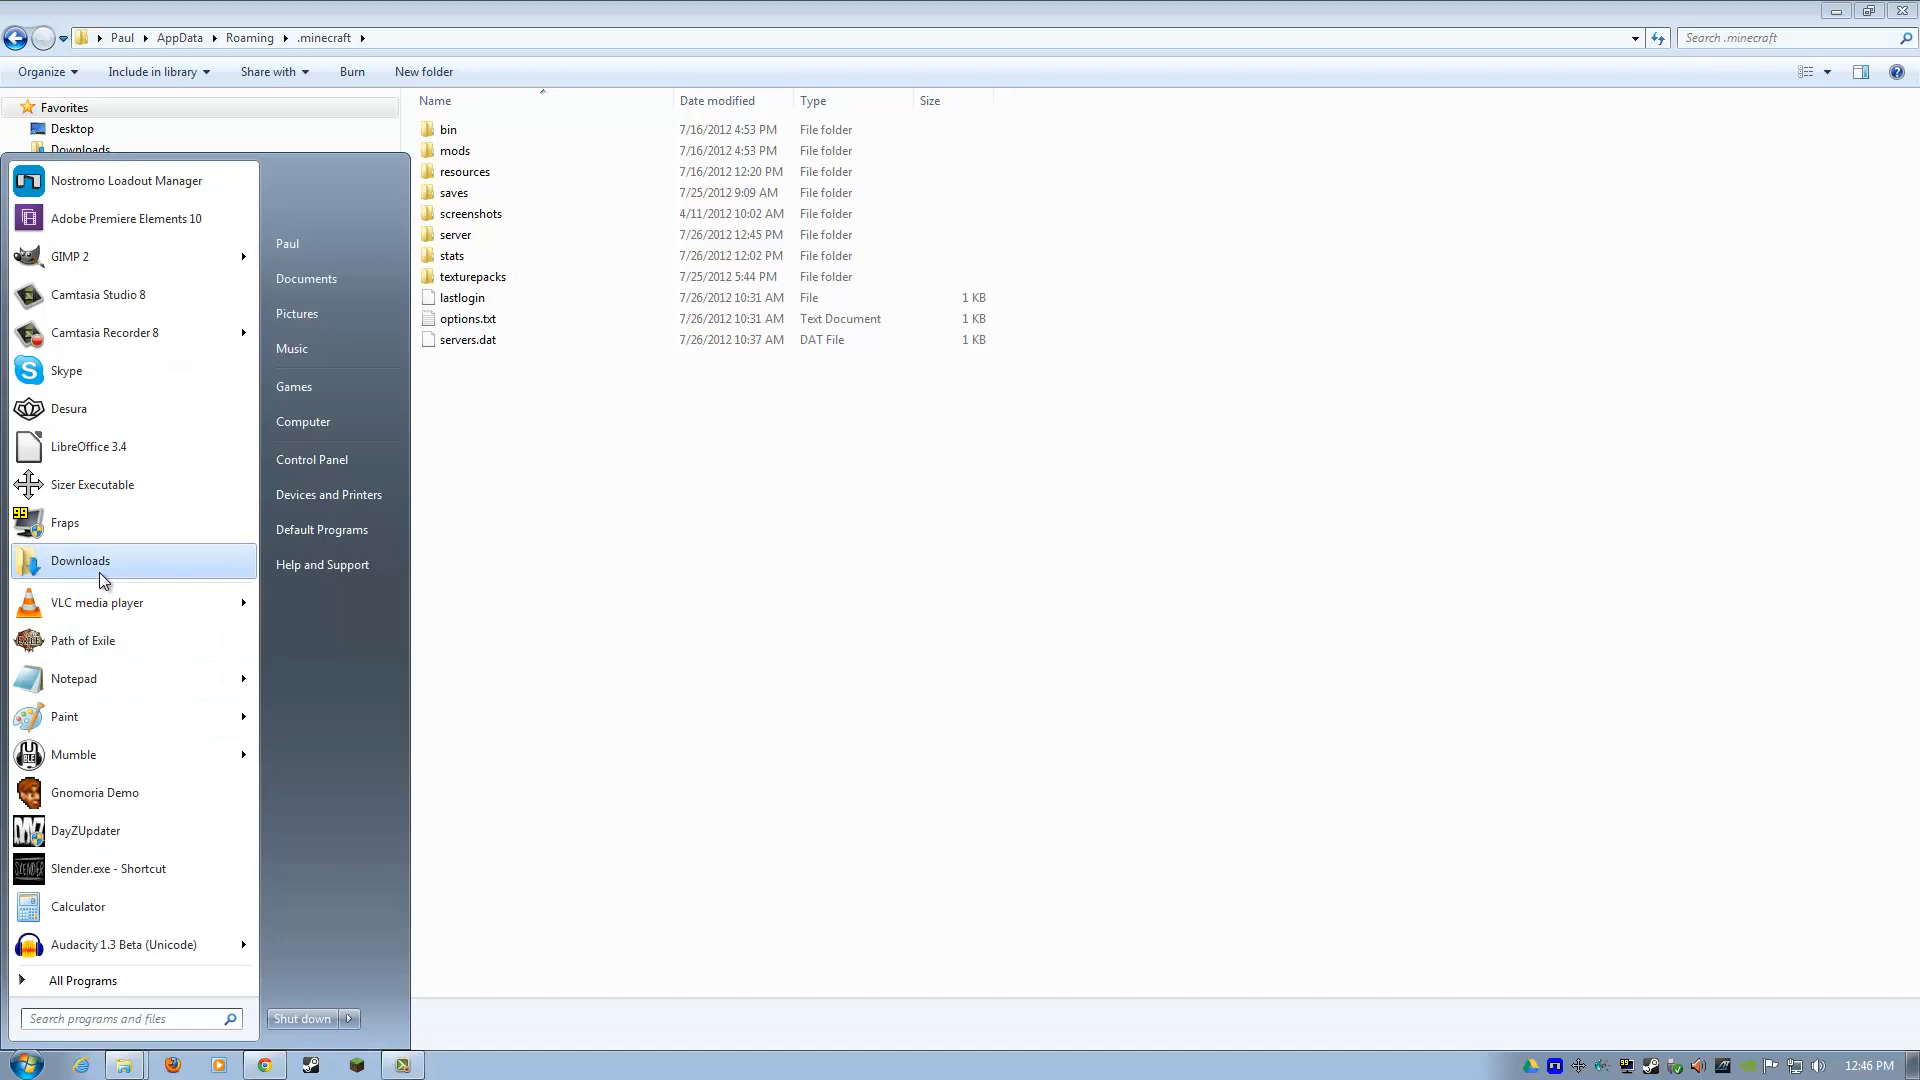 Paul AppData Roaming .minecraft
Search .minecraft
Organize Include in library Share with Burn New folder
Favorites
Desktop
Downloads
Name Date modified Type Size
bin 7/16/2012 4:53 PM File folder
mods 7/16/2012 4:53 PM File folder
resources 7/16/2012 12:20 PM File folder
saves 7/25/2012 9:09 AM File folder
screenshots 4/11/2012 10:02 AM File folder
server 7/26/2012 12:45 PM File folder
stats 7/26/2012 12:02 PM File folder
texturepacks 7/25/2012 5:44 PM File folder
lastlogin 7/26/2012 10:31 AM File 1 KB
options.txt 7/26/2012 10:31 AM Text Document 1 KB
servers.dat 7/26/2012 10:37 AM DAT File 1 KB
Nostromo Loadout Manager
Adobe Premiere Elements 10
GIMP 2
Camtasia Studio 8
Camtasia Recorder 8
Skype
Desura
LibreOffice 3.4
Sizer Executable
99
Fraps
Downloads
VLC media player
Path of Exile
Notepad
Paint
Mumble
Gnomoria Demo
DayZUpdater
Slender.exe - Shortcut
Calculator
Audacity 1.3 Beta (Unicode)
All Programs
Search programs and files
Paul
Documents
Pictures
Music
Games
Computer
Control Panel
Devices and Printers
Default Programs
Help and Support
Shut down
12:46 PM